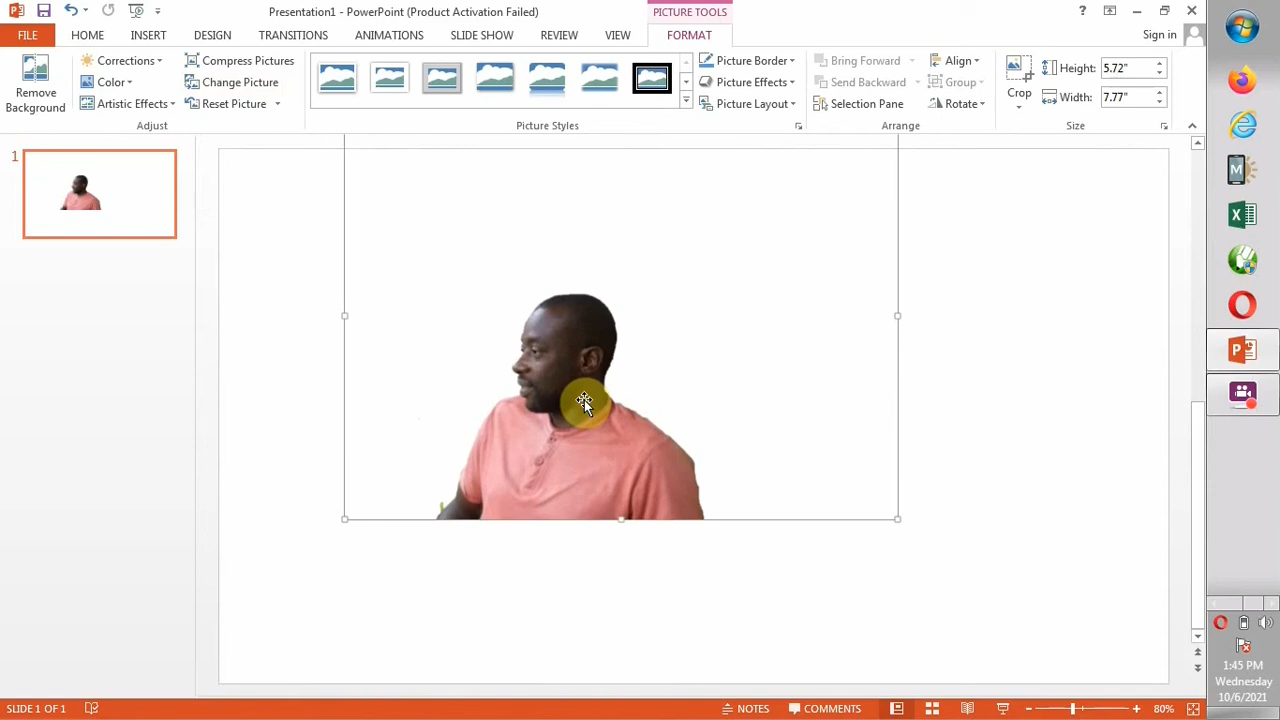 Presentation1 - PowerPoint (Product Activation Failed)
PICTURE TOOLS
?
FILE
HOME
INSERT
DESIGN
TRANSITIONS
ANIMATIONS
SLIDE SHOW
REVIEW
VIEW
FORMAT
Sign in
Remove Background
Corrections
Color
Artistic Effects
Compress Pictures
Change Picture
Reset Picture
Adjust
Picture Styles
Picture Border
Picture Effects
Picture Layout
Bring Forward
Send Backward
Selection Pane
Align
Group
Rotate
Arrange
Crop
Height: 5.72"
Width: 7.77"
Size
1
SLIDE 1 OF 1
NOTES
COMMENTS
80%
1:45 PM
Wednesday
10/6/2021